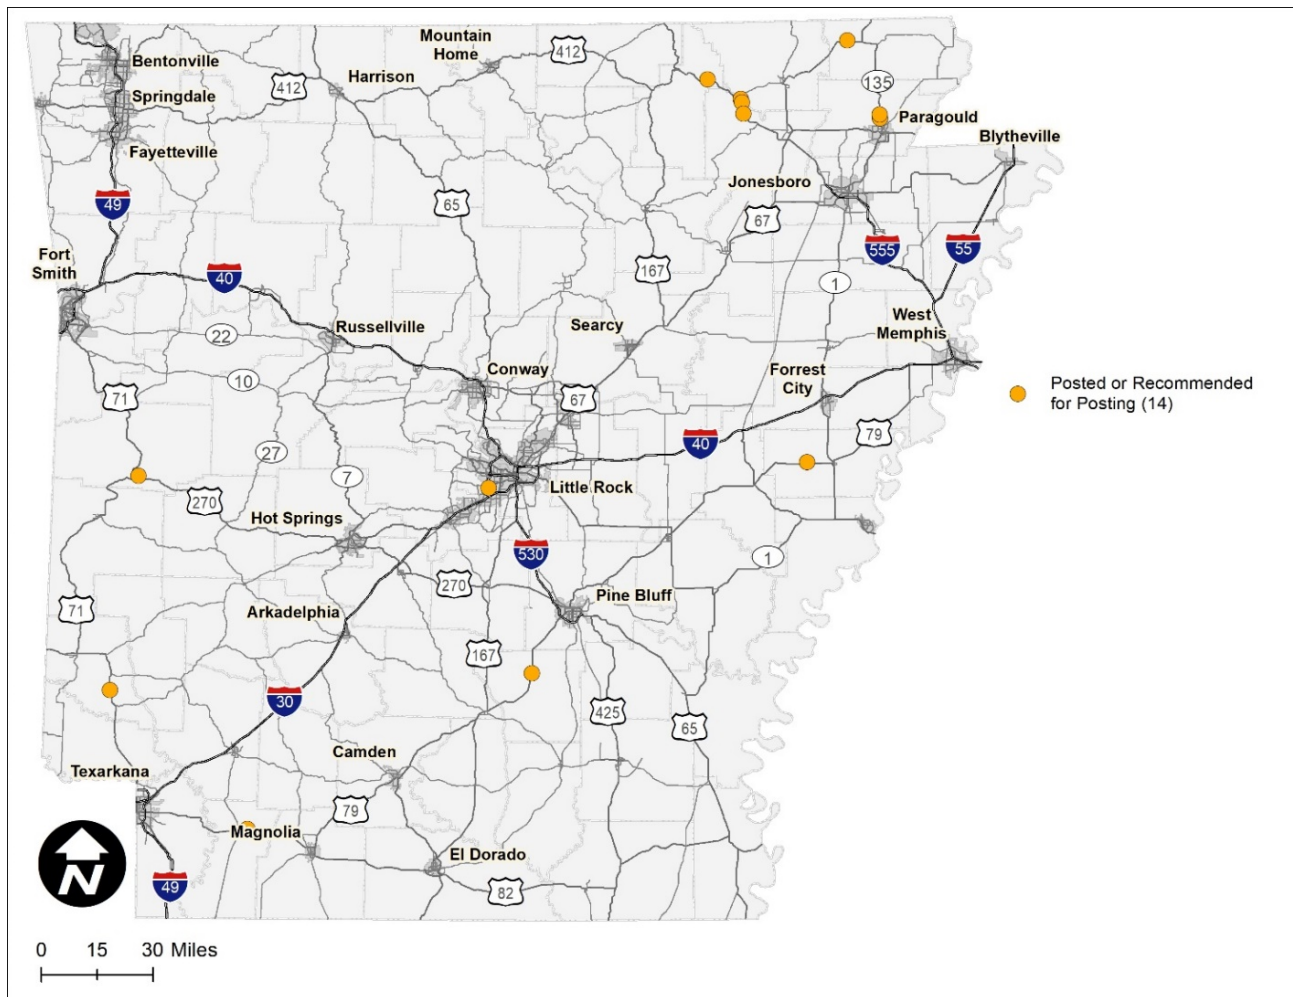 Mountain
Home
412
Bentonville
Harrison
412
Springdale
135
Paragould
Blytheville
Fayetteville
Jonesboro
49
65
67
555
55
Fort
Smith
40
167
1
West
Memphis
22
Russellville
Searcy
Conway
Forrest
City
10
71
67
Posted or Recommended
for Posting (14)
79
27
40
7
270
Little Rock
Hot Springs
530
1
270
Pine Bluff
71
Arkadelphia
167
30
425
65
Camden
Texarkana
79
Magnolia
El Dorado
N
49
82
0 15 30 Miles